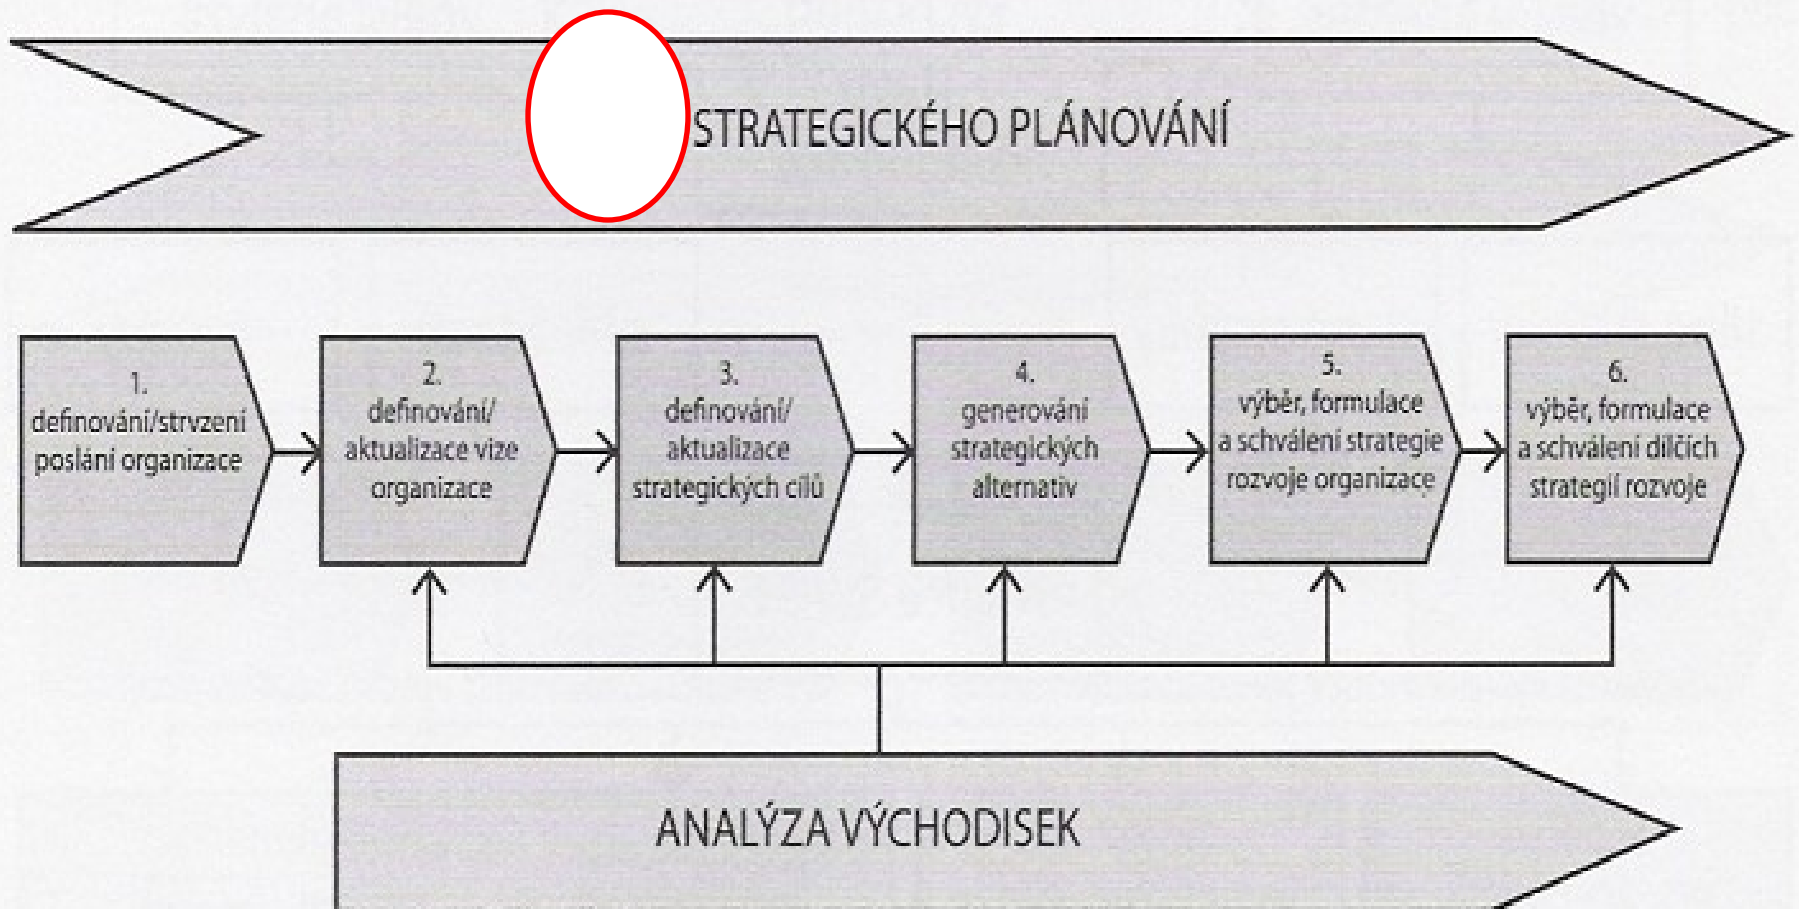 STRATEGICKÉHO PLÁNOVÁNÍ
1.
definování/strvzení
poslání organizace
2.
definování/
aktualizace vize
organizace
3.
definování/
aktualizace
strategických cílů
4.
generování
strategických
alternativ
5.
výběr, formulace
a schválení strategie
rozvoje organizace
6.
výběr, formulace
a schválení dílčích
strategií rozvoje
ANALÝZA VÝCHODISEK